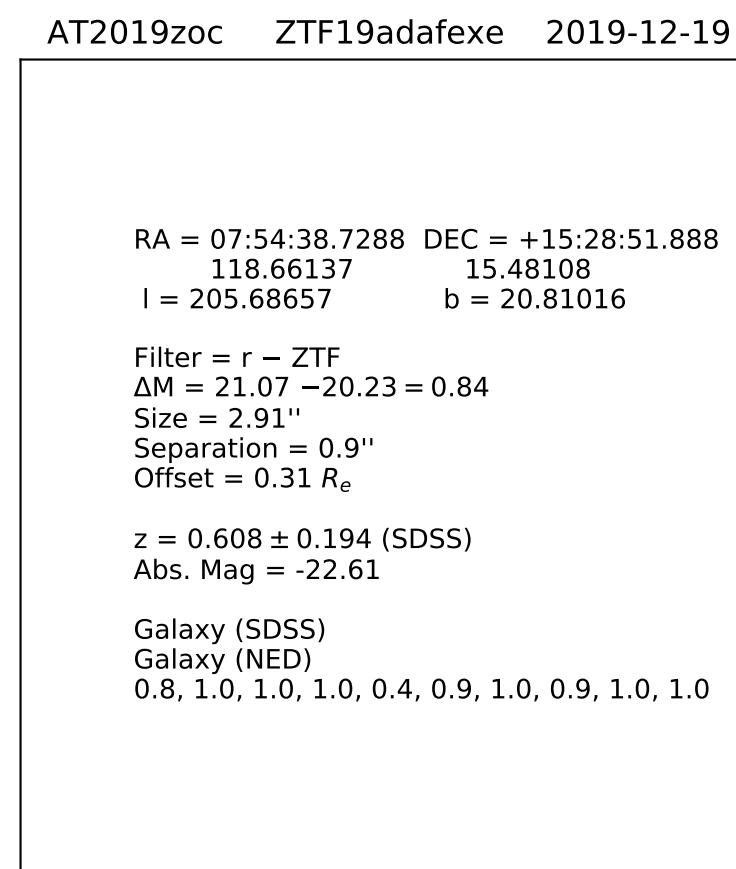 AT2019zoc ZTF19adafexe 2019-12-19
RA = 07:54:38.7288 DEC = +15:28:51.888
118.66137 15.48108
l = 205.68657 b = 20.81016
Filter = r − ZTF
ΔM = 21.07 −20.23 = 0.84
Size = 2.91''
Separation = 0.9''
Offset = 0.31 Re
z = 0.608 ± 0.194 (SDSS)
Abs. Mag = -22.61
Galaxy (SDSS)
Galaxy (NED)
0.8, 1.0, 1.0, 1.0, 0.4, 0.9, 1.0, 0.9, 1.0, 1.0